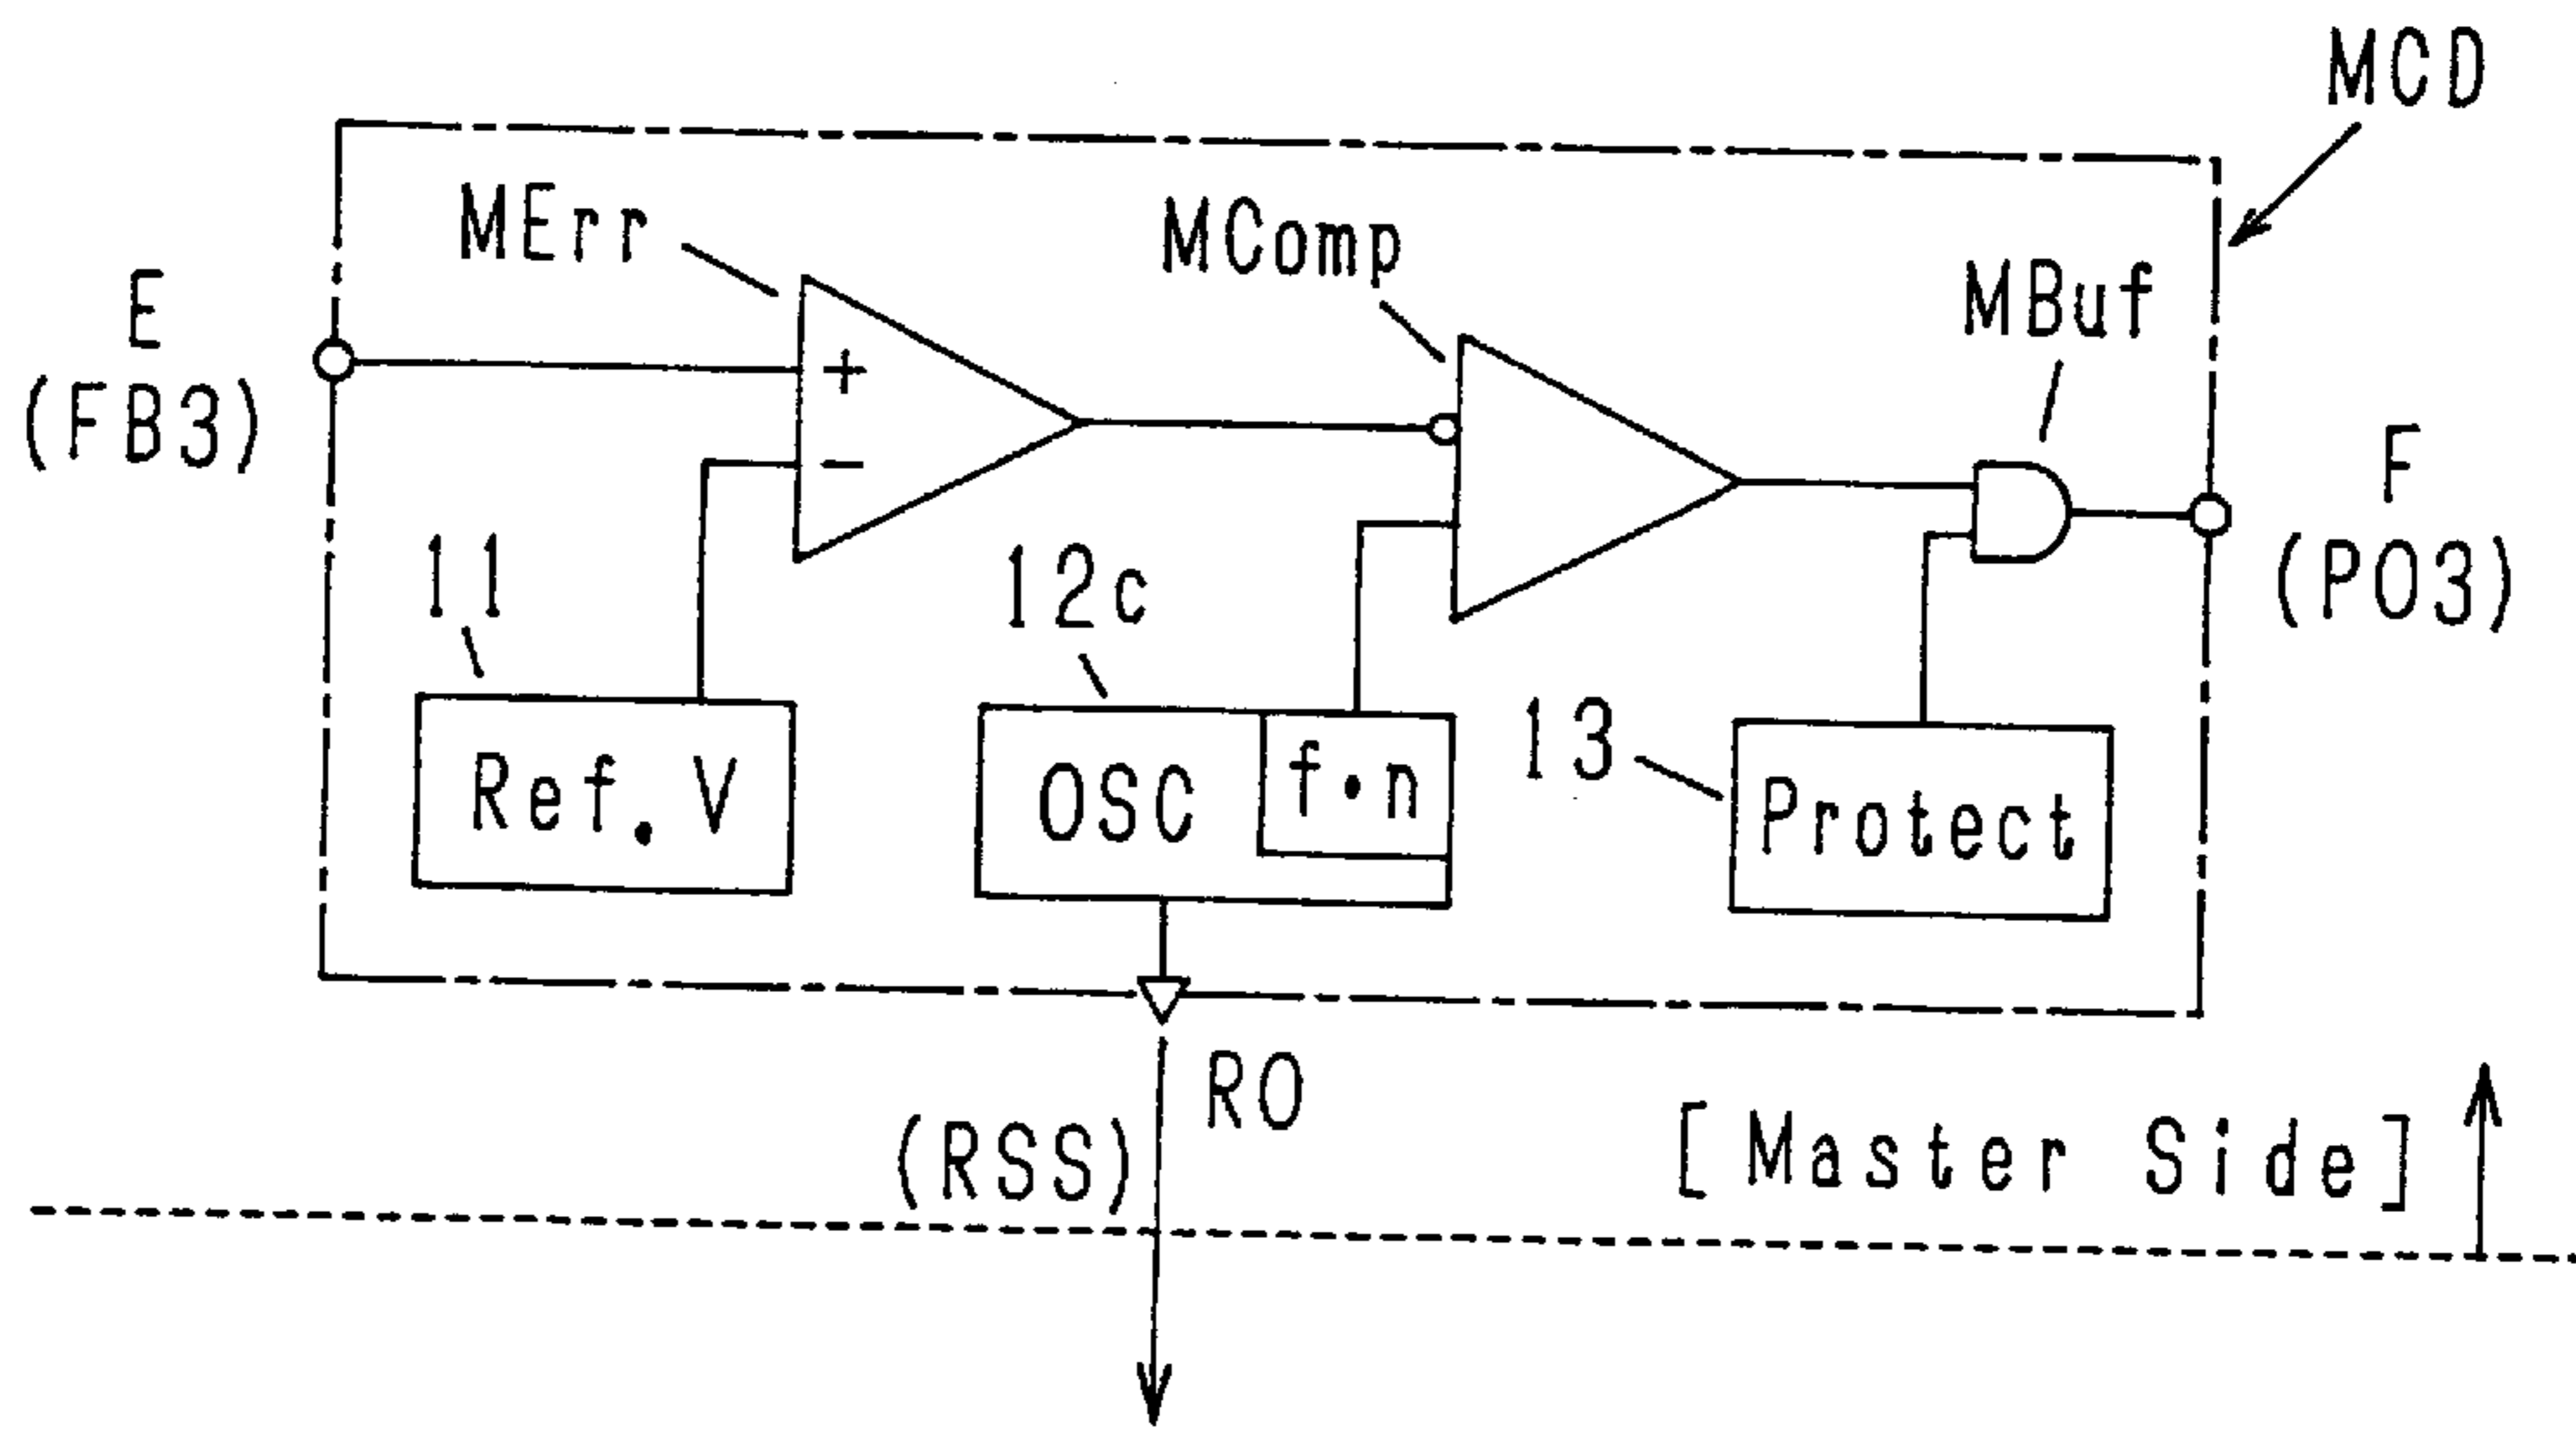 MCD
MErr
MComp
MBuf
E
(FB3)
+
−
F
(PO3)
11
12c
13
Ref.V
OSC
f·n
Protect
RO
(RSS)
[Master Side]